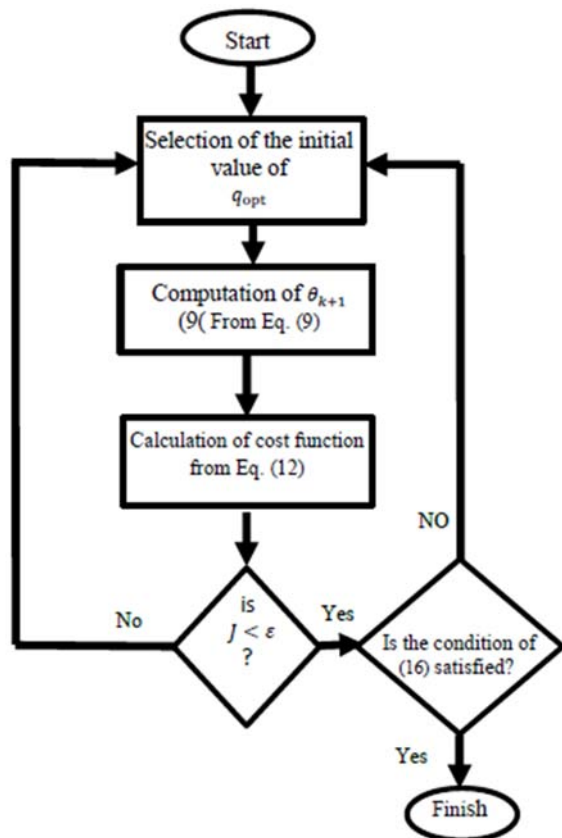 Start
Selection of the initial
value of
q_opt
Computation of θ_{k+1}
(9( From Eq. (9)
Calculation of cost function
from Eq. (12)
NO
is
J < ε
?
No
Yes
Is the condition of
(16) satisfied?
Yes
Finish